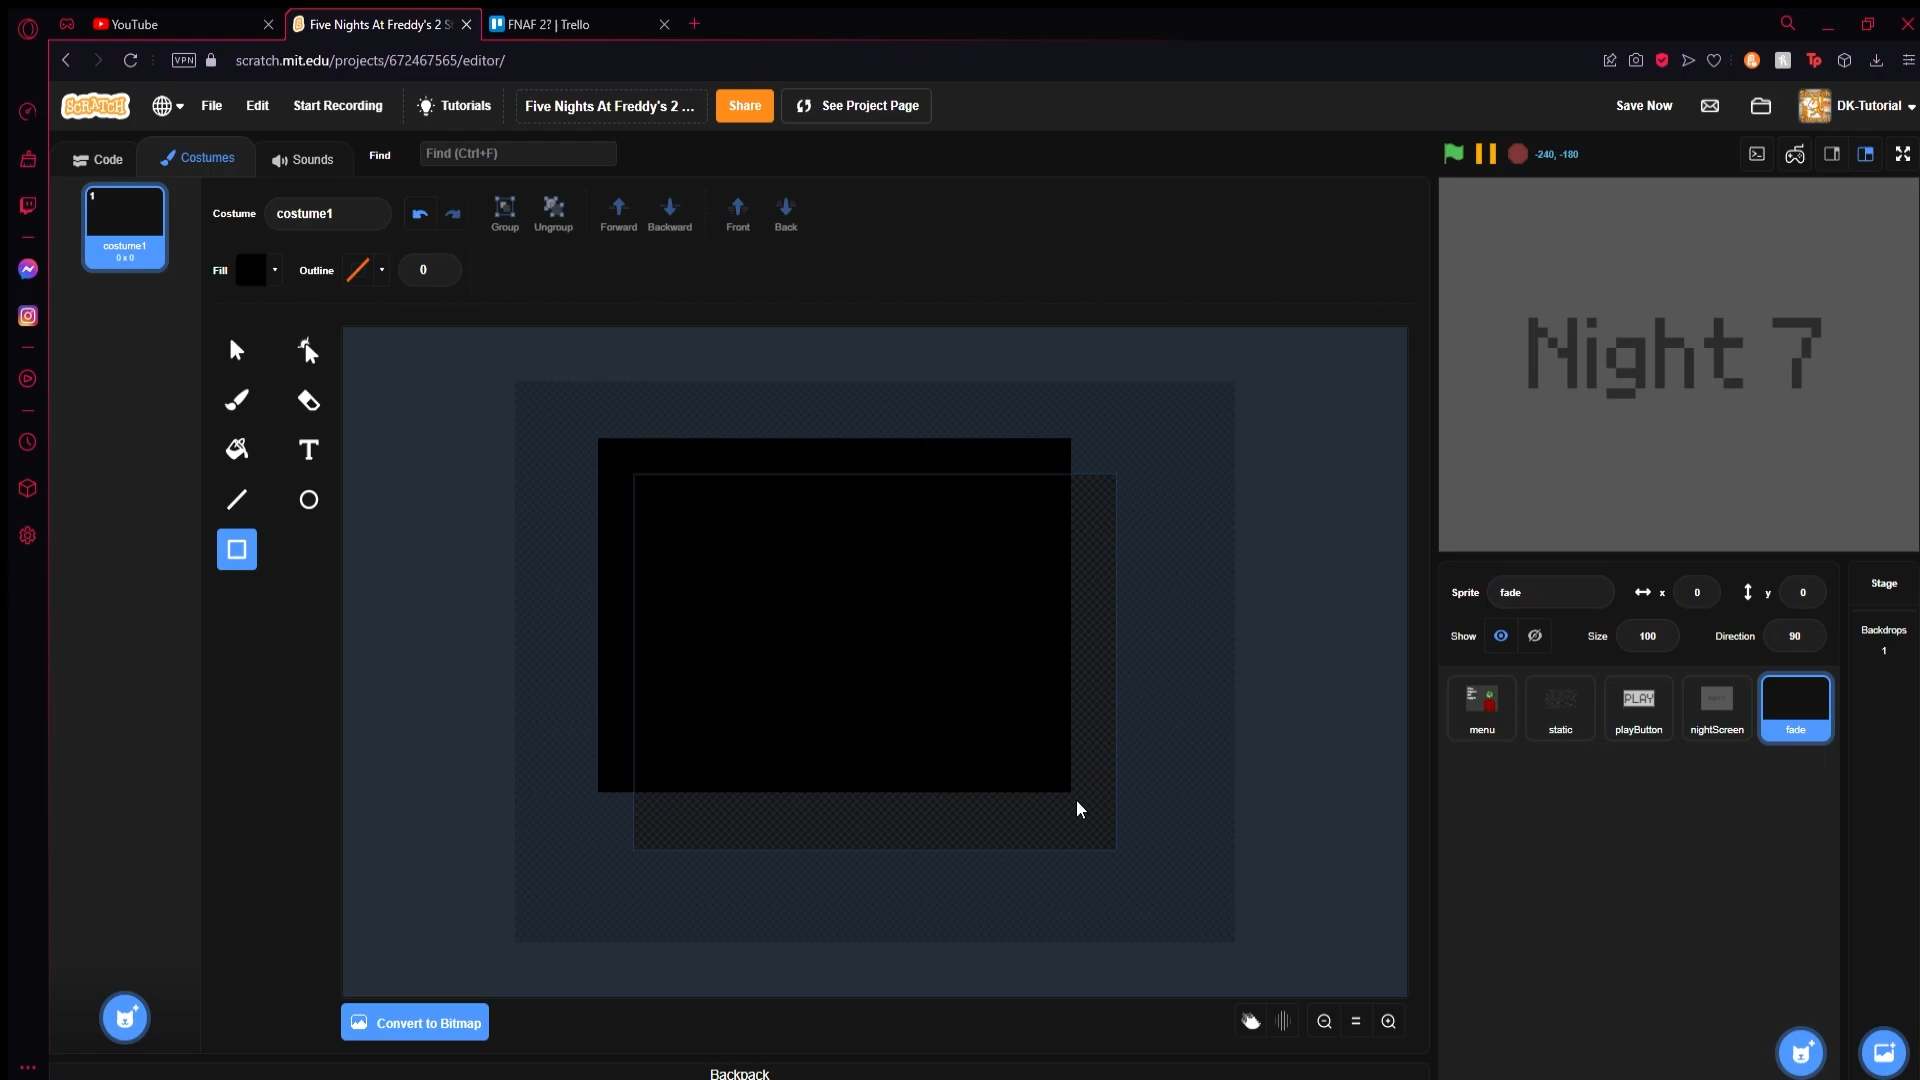 YouTube
Five Nights At Freddy's 2 S
FNAF 2? | Trello
VPN
scratch.mit.edu/projects/672467565/editor/
Tp
SCRATCH
File
Edit
Start Recording
Tutorials
Five Nights At Freddy's 2 ...
Share
See Project Page
Save Now
DK-Tutorial
Code
Costumes
Sounds
Find
Find (Ctrl+F)
-240, -180
1
costume1
0 x 0
Costume
costume1
Group
Ungroup
Forward
Backward
Front
Back
Fill
Outline
0
Night 7
Sprite
fade
x
0
y
0
Show
Size
100
Direction
90
Stage
Backdrops
1
menu
static
PLAY
playButton
nightScreen
fade
Convert to Bitmap
Backpack